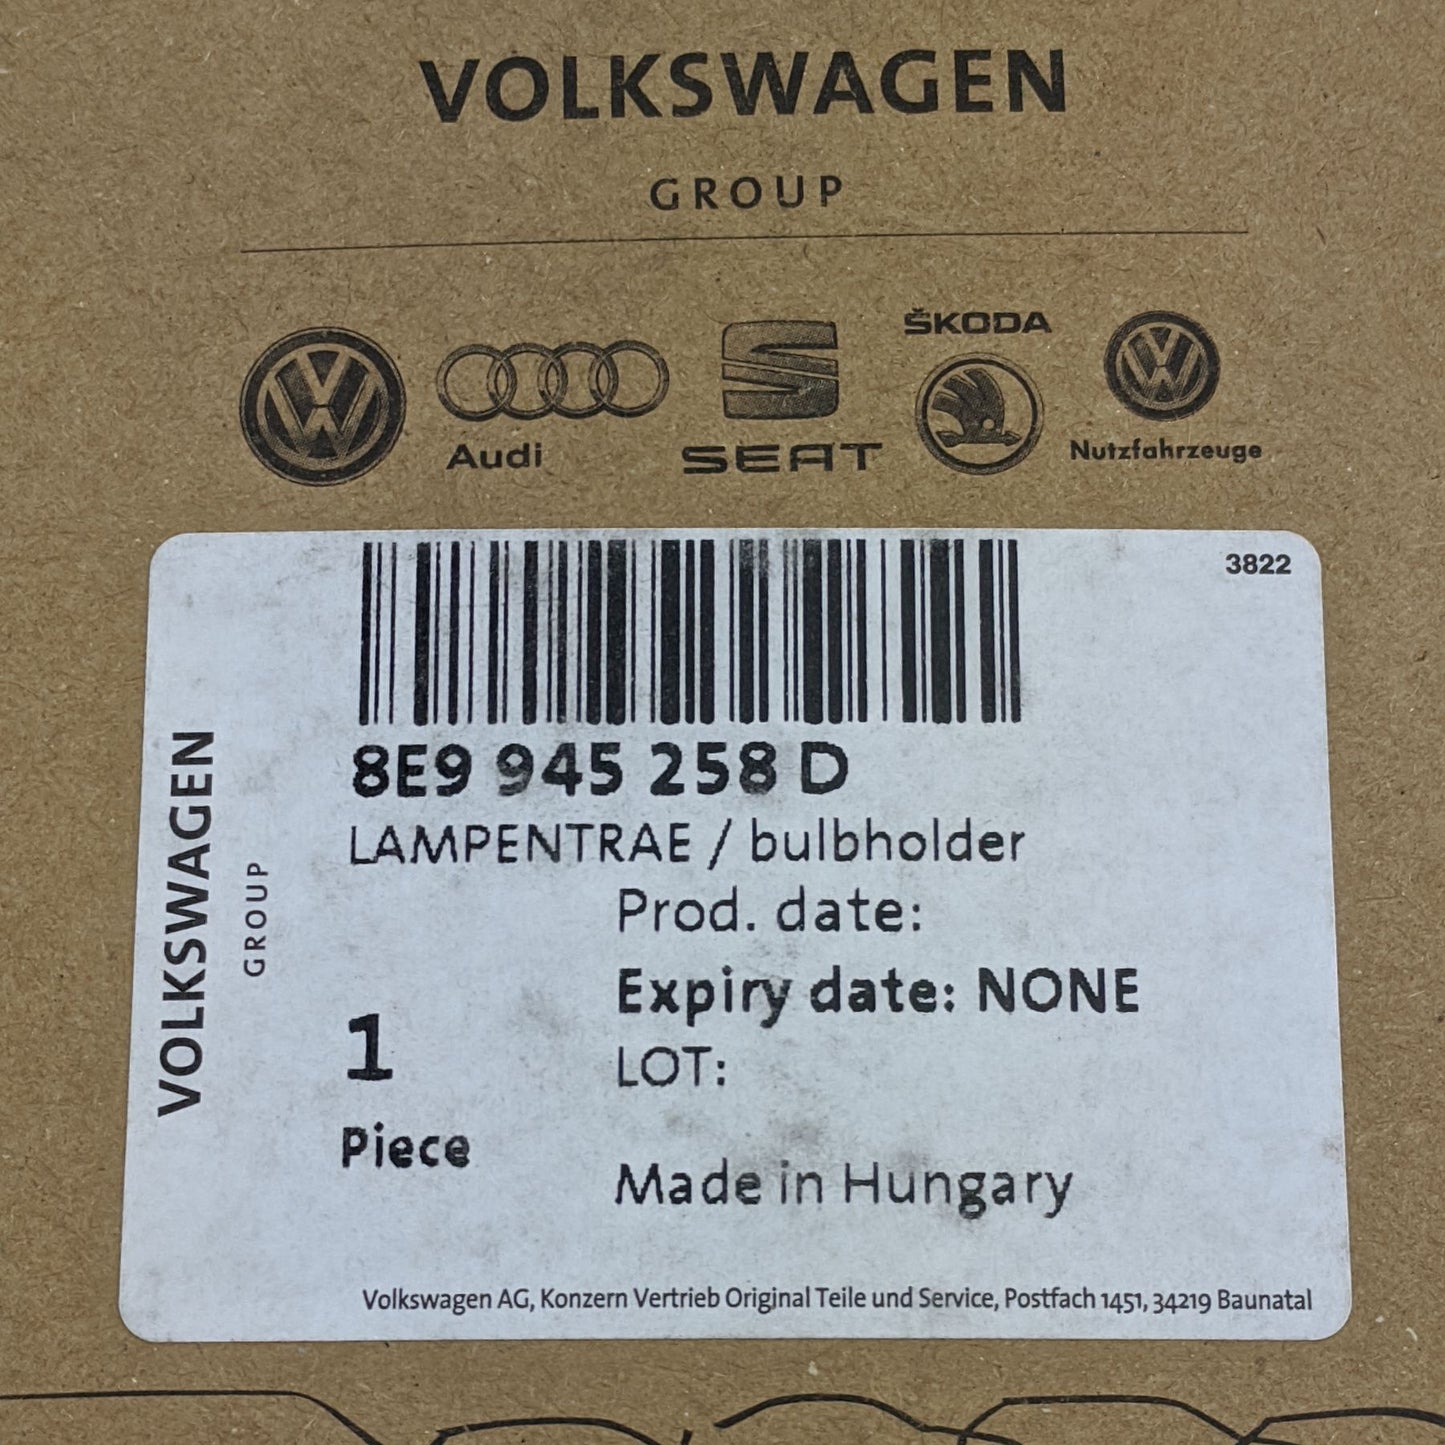 VOLKSWAGEN
GROUP
Audi
SEAT
ŠKODA
Nutzfahrzeuge
3822
8E9 945 258 D
LAMPENTRAE / bulbholder
Prod. date:
Expiry date: NONE
LOT:
1
Piece
Made in Hungary
VOLKSWAGEN
GROUP
Volkswagen AG, Konzern Vertrieb Original Teile und Service, Postfach 1451, 34219 Baunatal